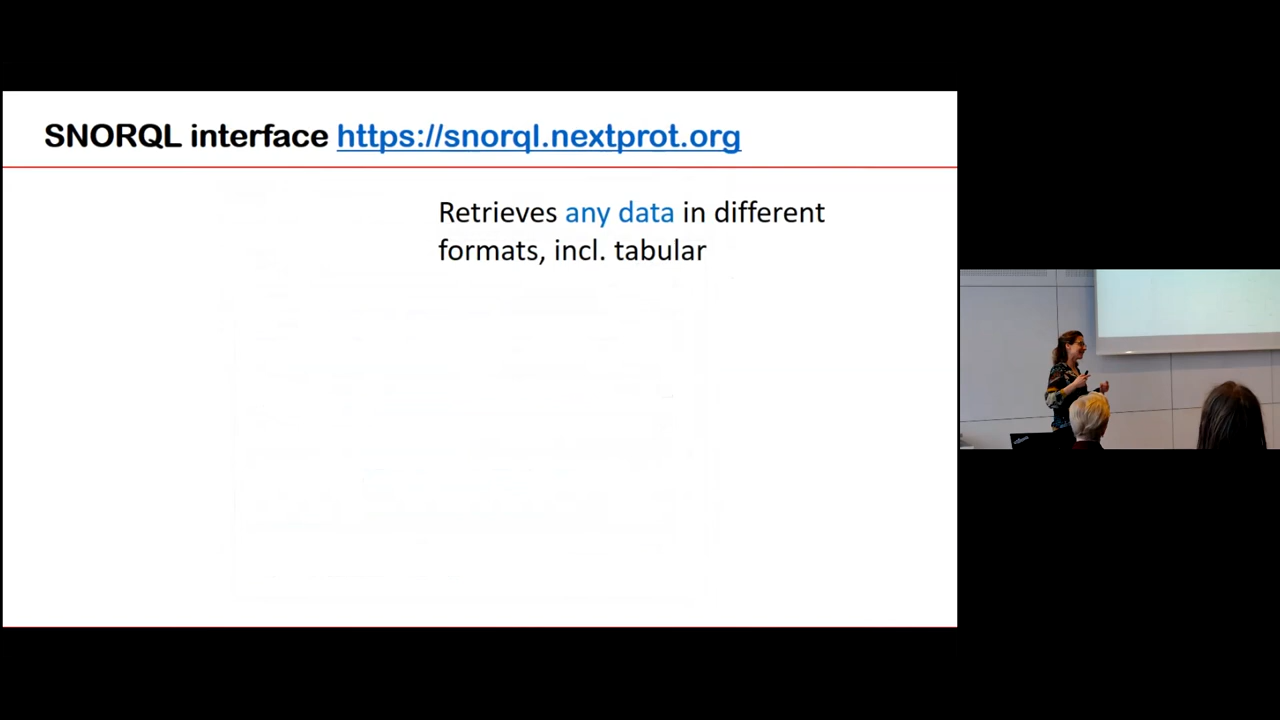 SNORQL interface https://snorql.nextprot.org
Retrieves any data in different
formats, incl. tabular